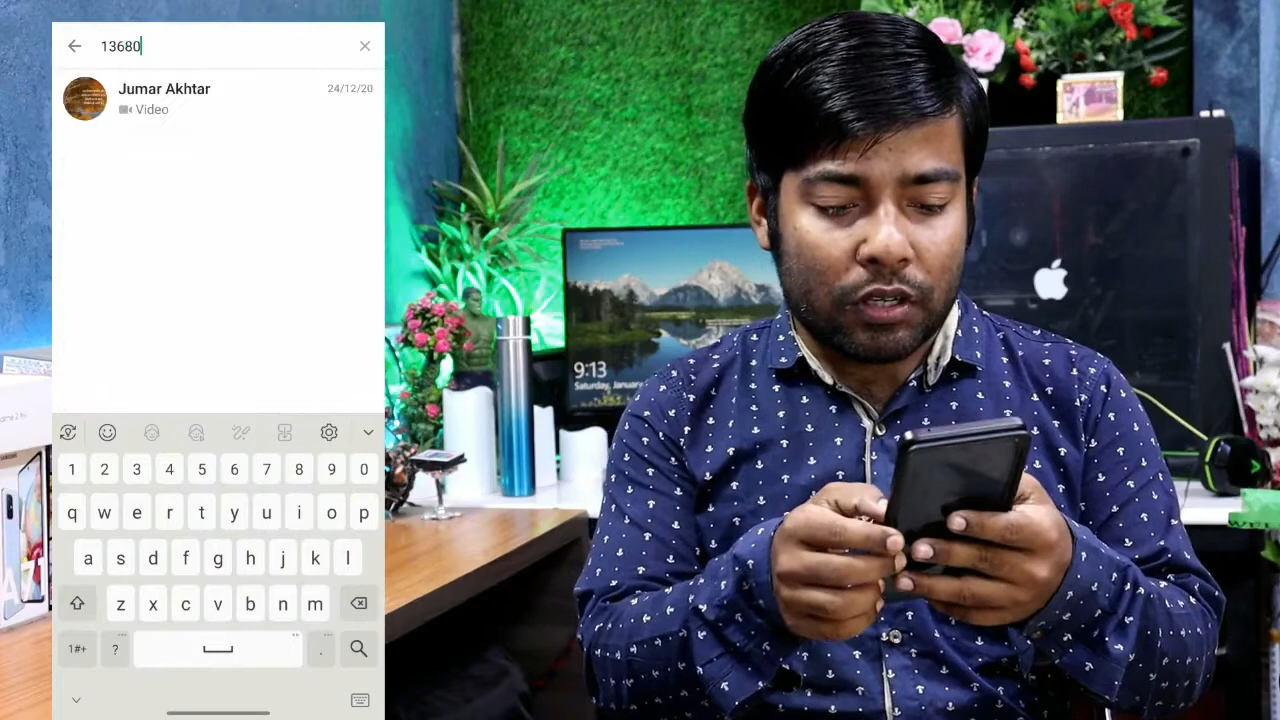 13680
Jumar Akhtar
24/12/20
Video
9:13
Saturday, January
1 2 3 4 5 6 7 8 9 0
q w e r t y u i o p
a s d f g h j k l
z x c v b n m
1#+ ? .
SAMSUNG